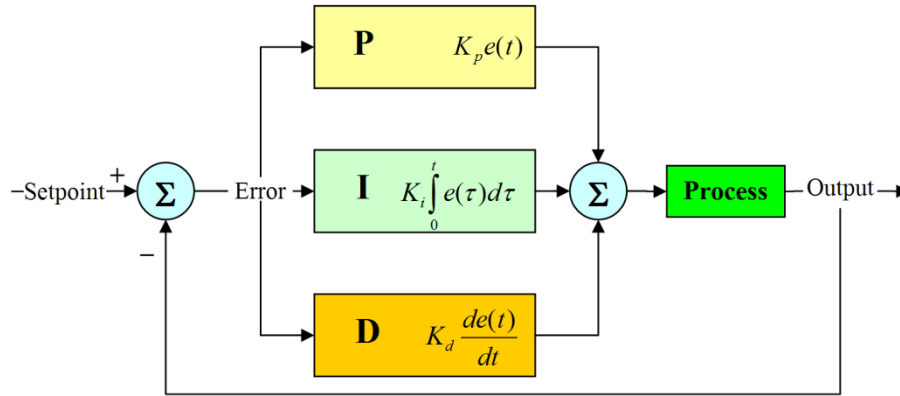 P K_p e(t)
–Setpoint
+
Σ
Error
I K_i ∫_0^t e(τ)dτ
Σ
Process
Output
–
D K_d de(t)/dt